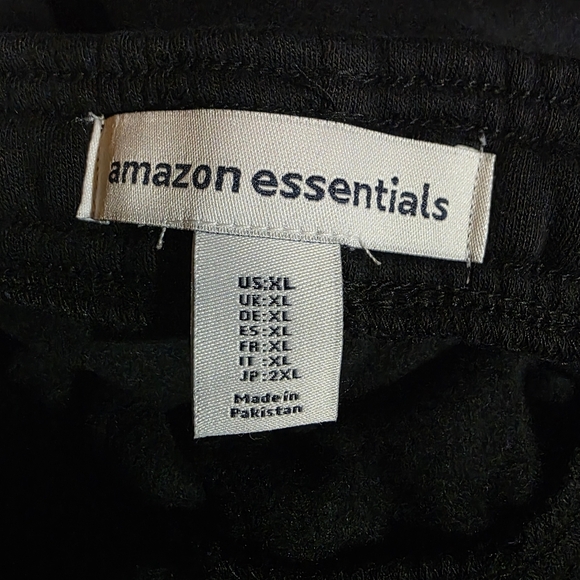 amazon essentials
US:XL
UK:XL
DE:XL
ES:XL
FR:XL
IT :XL
JP:2XL
Made in
Pakistan